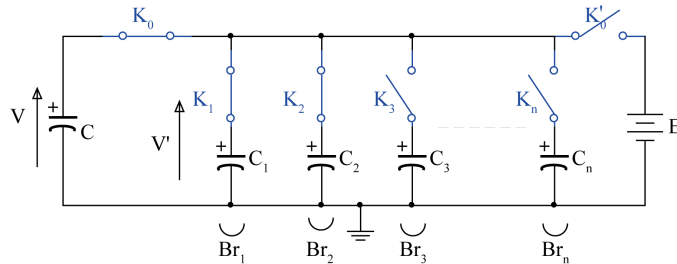 K₀
K'₀
K₁
K₂
K₃
Kₙ
V
+
C
V'
+
C₁
+
C₂
+
C₃
+
Cₙ
E
Br₁
Br₂
Br₃
Brₙ